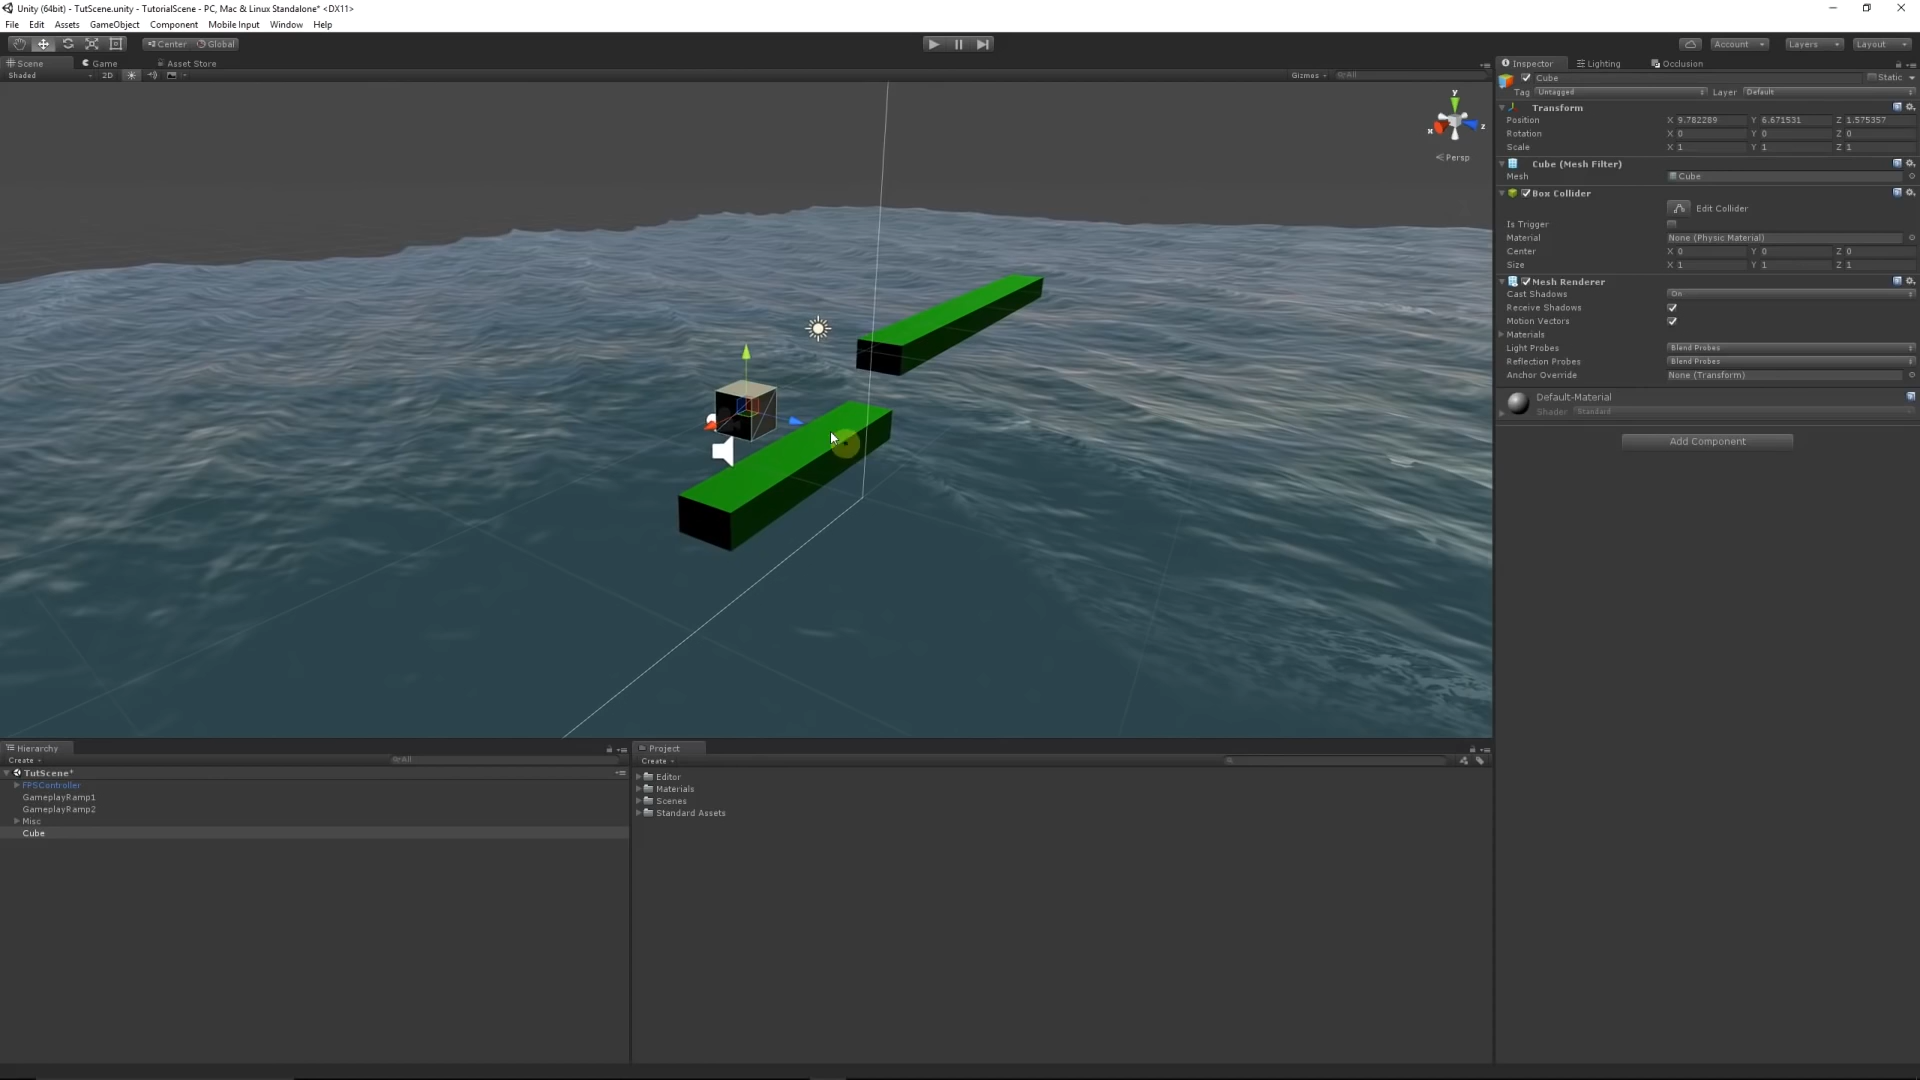 Unity (64bit) - TutScene.unity - TutorialScene - PC, Mac & Linux Standalone* <DX11>
File Edit Assets GameObject Component Mobile Input Window Help
Center Global Account Layers Layout
Scene Game Asset Store
Shaded 2D Gizmos All
y
x z
Persp
Inspector Lighting Occlusion
Cube Static
Tag Untagged Layer Default
Transform
Position X 9.782289 Y 6.671531 Z 1.575357
Rotation X 0 Y 0 Z 0
Scale X 1 Y 1 Z 1
Cube (Mesh Filter)
Mesh Cube
Box Collider
Edit Collider
Is Trigger
Material None (Physic Material)
Center X 0 Y 0 Z 0
Size X 1 Y 1 Z 1
Mesh Renderer
Cast Shadows On
Receive Shadows
Motion Vectors
Materials
Light Probes Blend Probes
Reflection Probes Blend Probes
Anchor Override None (Transform)
Default-Material
Shader Standard
Add Component
Hierarchy
Create All
TutScene*
FPSController
GameplayRamp1
GameplayRamp2
Misc
Cube
Project
Create
Editor
Materials
Scenes
Standard Assets